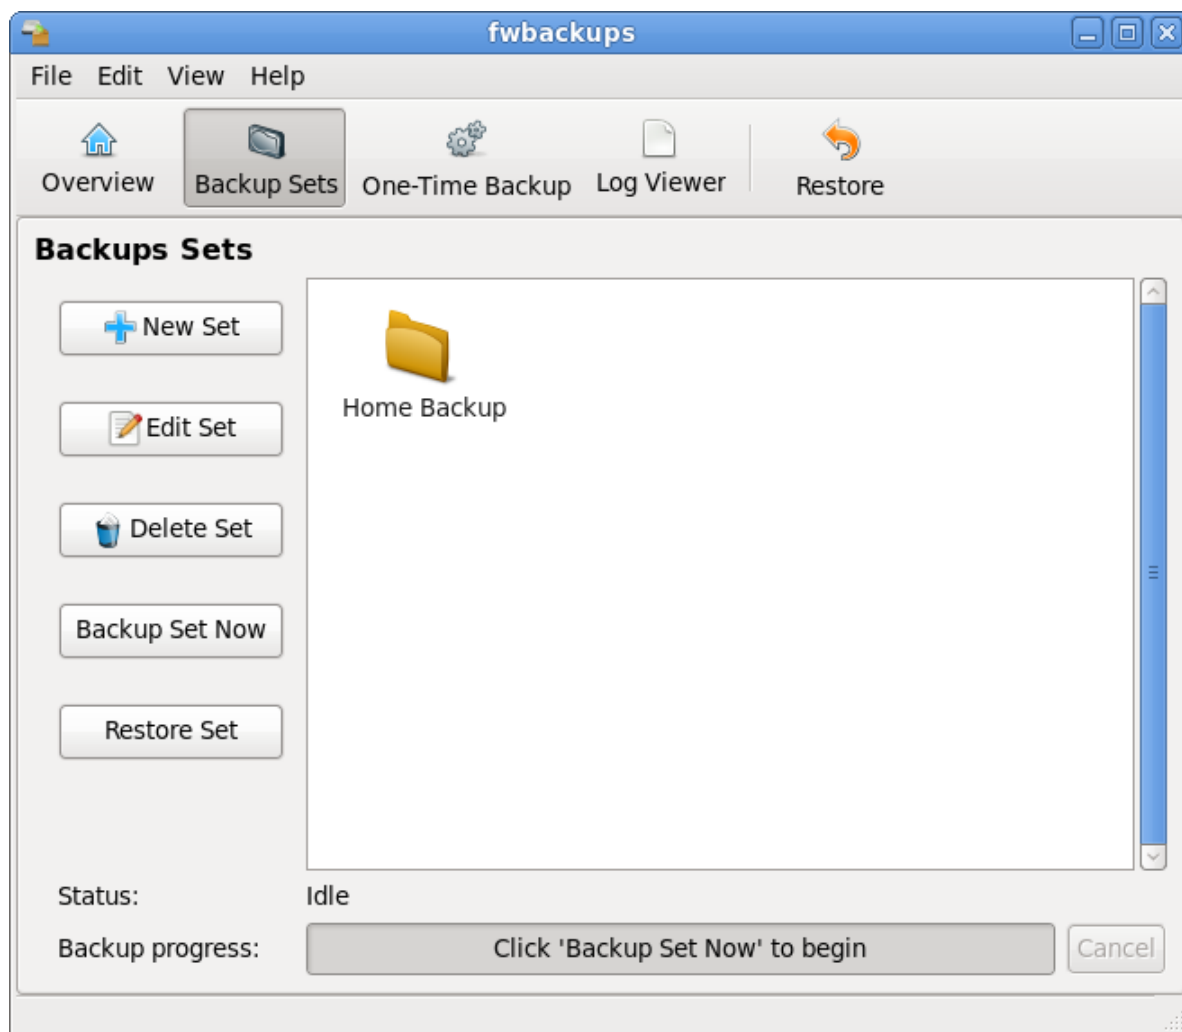 fwbackups
File Edit View Help
Overview Backup Sets One-Time Backup Log Viewer Restore
Backups Sets
New Set
Edit Set
Delete Set
Backup Set Now
Restore Set
Home Backup
Status: Idle
Backup progress: Click 'Backup Set Now' to begin Cancel